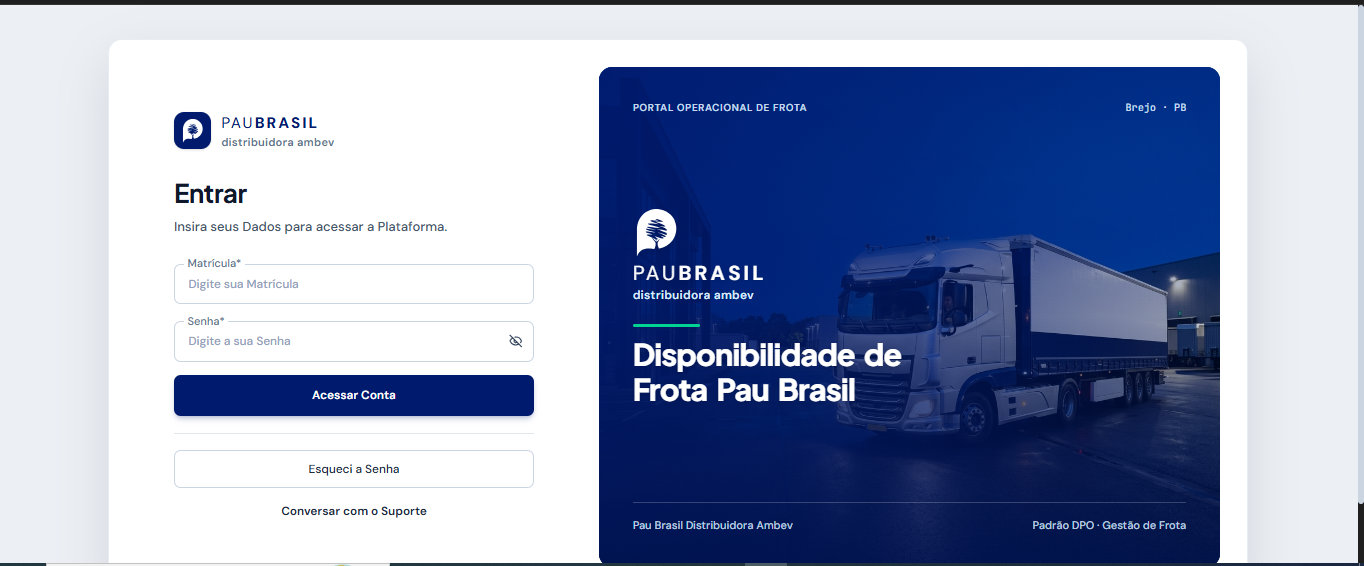 PAUBRASIL
distribuidora ambev
Entrar
Insira seus Dados para acessar a Plataforma.
Matrícula*
Digite sua Matrícula
Senha*
Digite a sua Senha
Acessar Conta
Esqueci a Senha
Conversar com o Suporte
PORTAL OPERACIONAL DE FROTA
Brejo · PB
PAUBRASIL
distribuidora ambev
Disponibilidade de
Frota Pau Brasil
Pau Brasil Distribuidora Ambev
Padrão DPO · Gestão de Frota